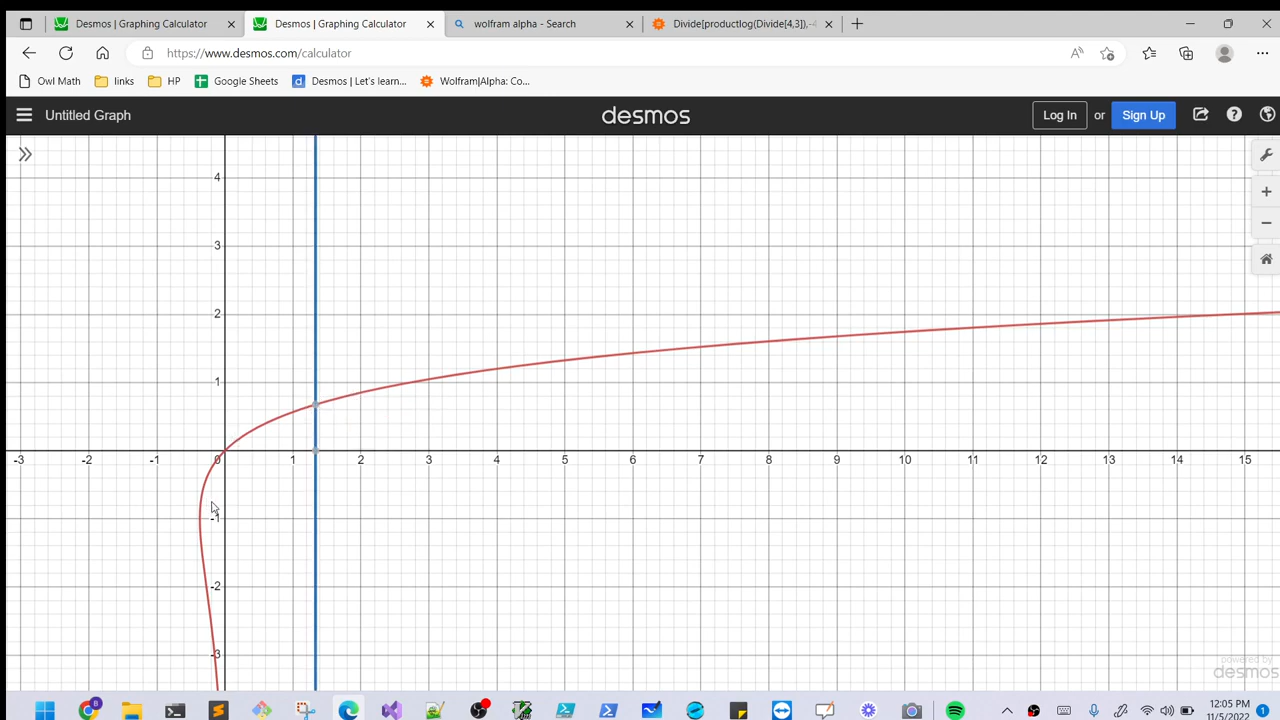 Desmos | Graphing Calculator
Desmos | Graphing Calculator
wolfram alpha - Search
Divide[productlog(Divide[4,3]),-4
https://www.desmos.com/calculator
Owl Math
links
HP
Google Sheets
Desmos | Let's learn...
Wolfram|Alpha: Co...
Untitled Graph
desmos
Log In
or
Sign Up
4
3
2
1
-3 -2 -1 0 1 2 3 4 5 6 7 8 9 10 11 12 13 14 15
-1
-2
-3
powered by
desmos
12:05 PM
11/5/2022